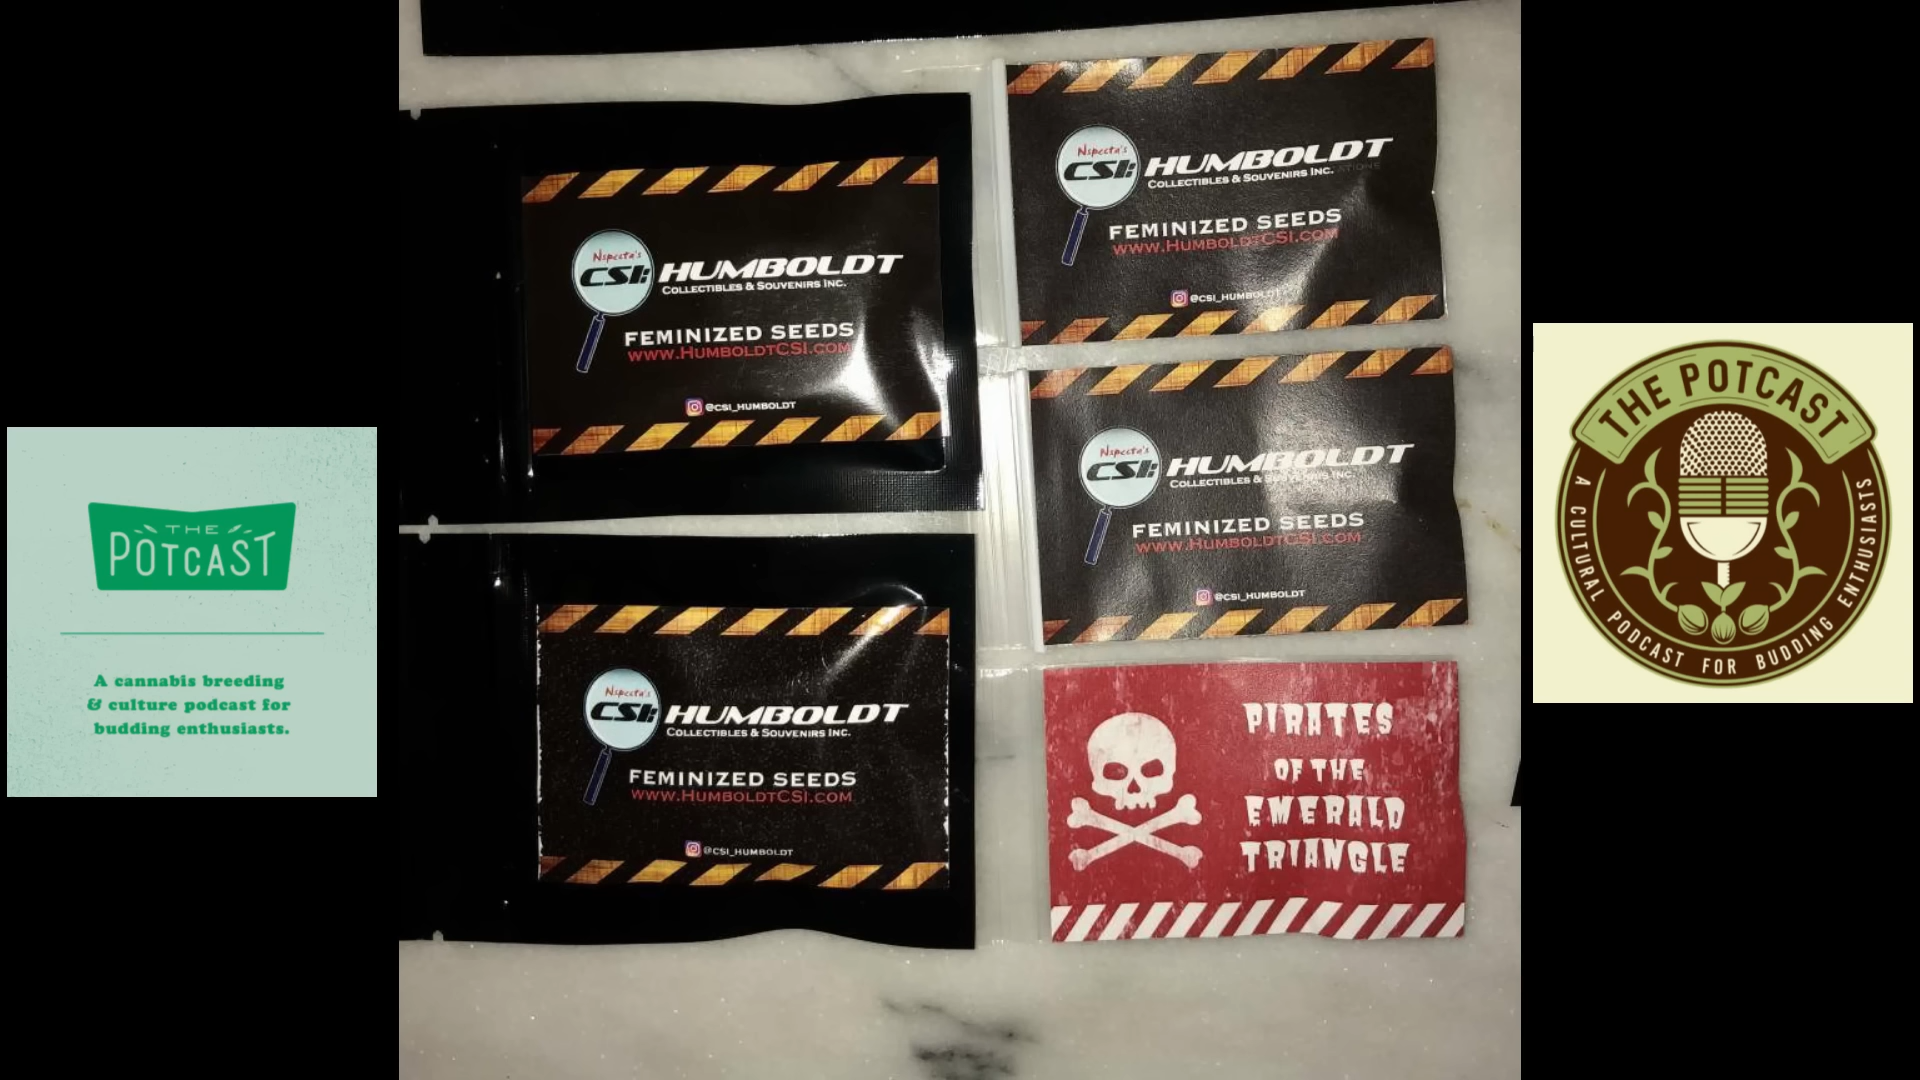 THE
POTCAST
A cannabis breeding
& culture podcast for
budding enthusiasts.
Nspecta's
CSI: HUMBOLDT
COLLECTIBLES & SOUVENIRS INC.
FEMINIZED SEEDS
WWW.HUMBOLDTCSI.COM
@CSI_HUMBOLDT
Nspecta's
CSI: HUMBOLDT
COLLECTIBLES & SOUVENIRS INC.
FEMINIZED SEEDS
WWW.HUMBOLDTCSI.COM
@CSI_HUMBOLDT
Nspecta's
CSI: HUMBOLDT
COLLECTIBLES & SOUVENIRS INC.
FEMINIZED SEEDS
WWW.HUMBOLDTCSI.COM
@CSI_HUMBOLDT
Nspecta's
CSI: HUMBOLDT
COLLECTIBLES & SOUVENIRS INC.
FEMINIZED SEEDS
WWW.HUMBOLDTCSI.COM
@CSI_HUMBOLDT
PIRATES
OF THE
EMERALD
TRIANGLE
THE POTCAST
A CULTURAL PODCAST FOR BUDDING ENTHUSIASTS